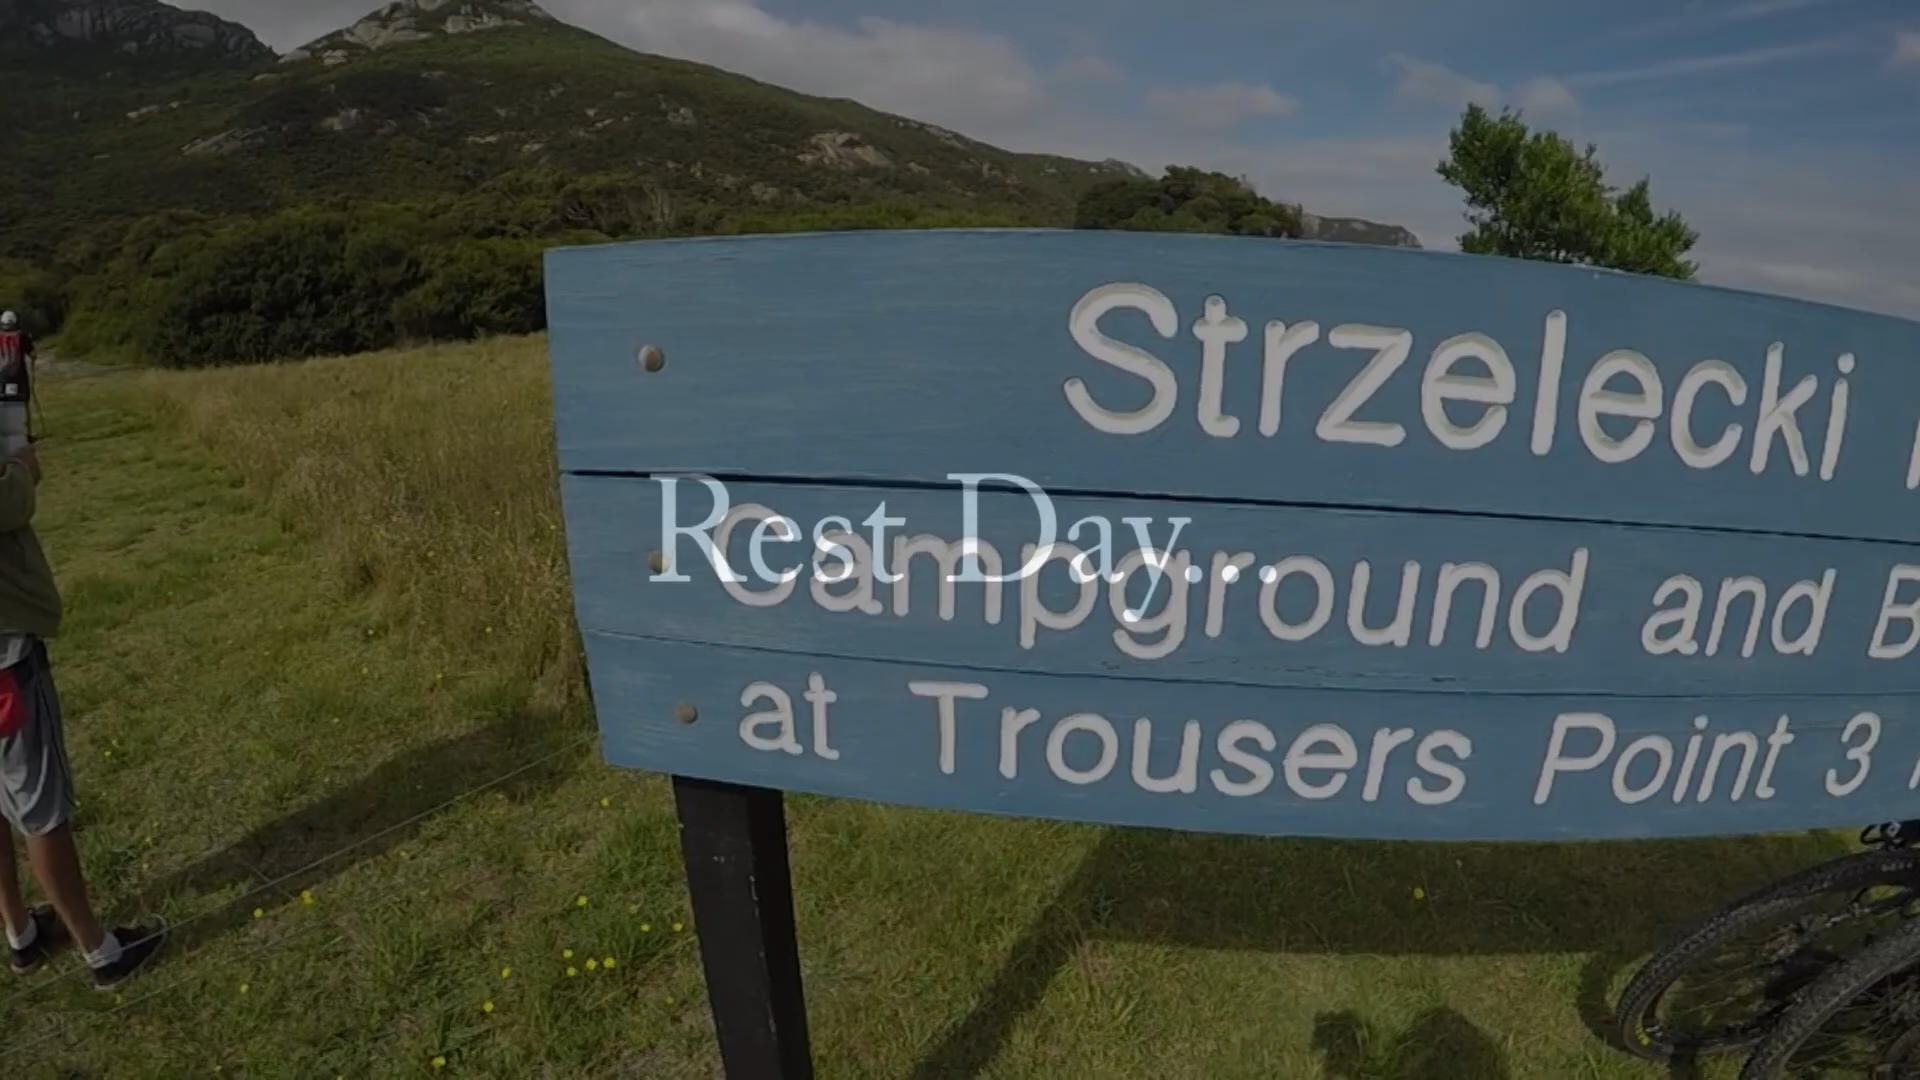 Strzelecki
Rest Day...
Campground and
at Trousers Point 3